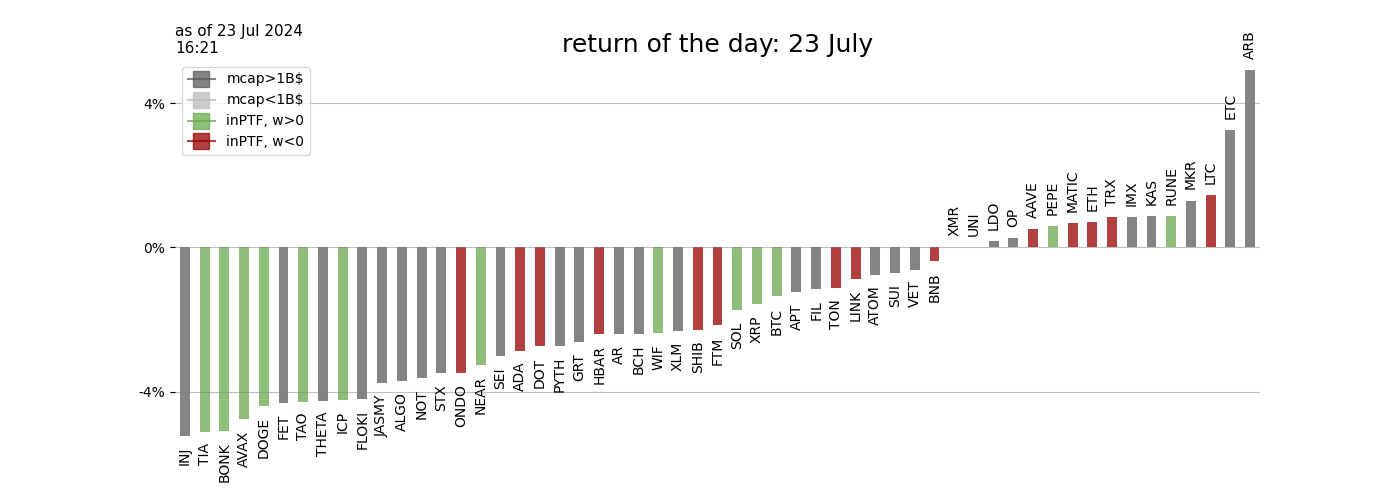 as of 23 Jul 2024
16:21
return of the day: 23 July
mcap>1B$
mcap<1B$
inPTF, w>0
inPTF, w<0
4%
0%
-4%
INJ
TIA
BONK
AVAX
DOGE
FET
TAO
THETA
ICP
FLOKI
JASMY
ALGO
NOT
STX
ONDO
NEAR
SEI
ADA
DOT
PYTH
GRT
HBAR
AR
BCH
WIF
XLM
SHIB
FTM
SOL
XRP
BTC
APT
FIL
TON
LINK
ATOM
SUI
VET
BNB
XMR
UNI
LDO
OP
AAVE
PEPE
MATIC
ETH
TRX
IMX
KAS
RUNE
MKR
LTC
ETC
ARB